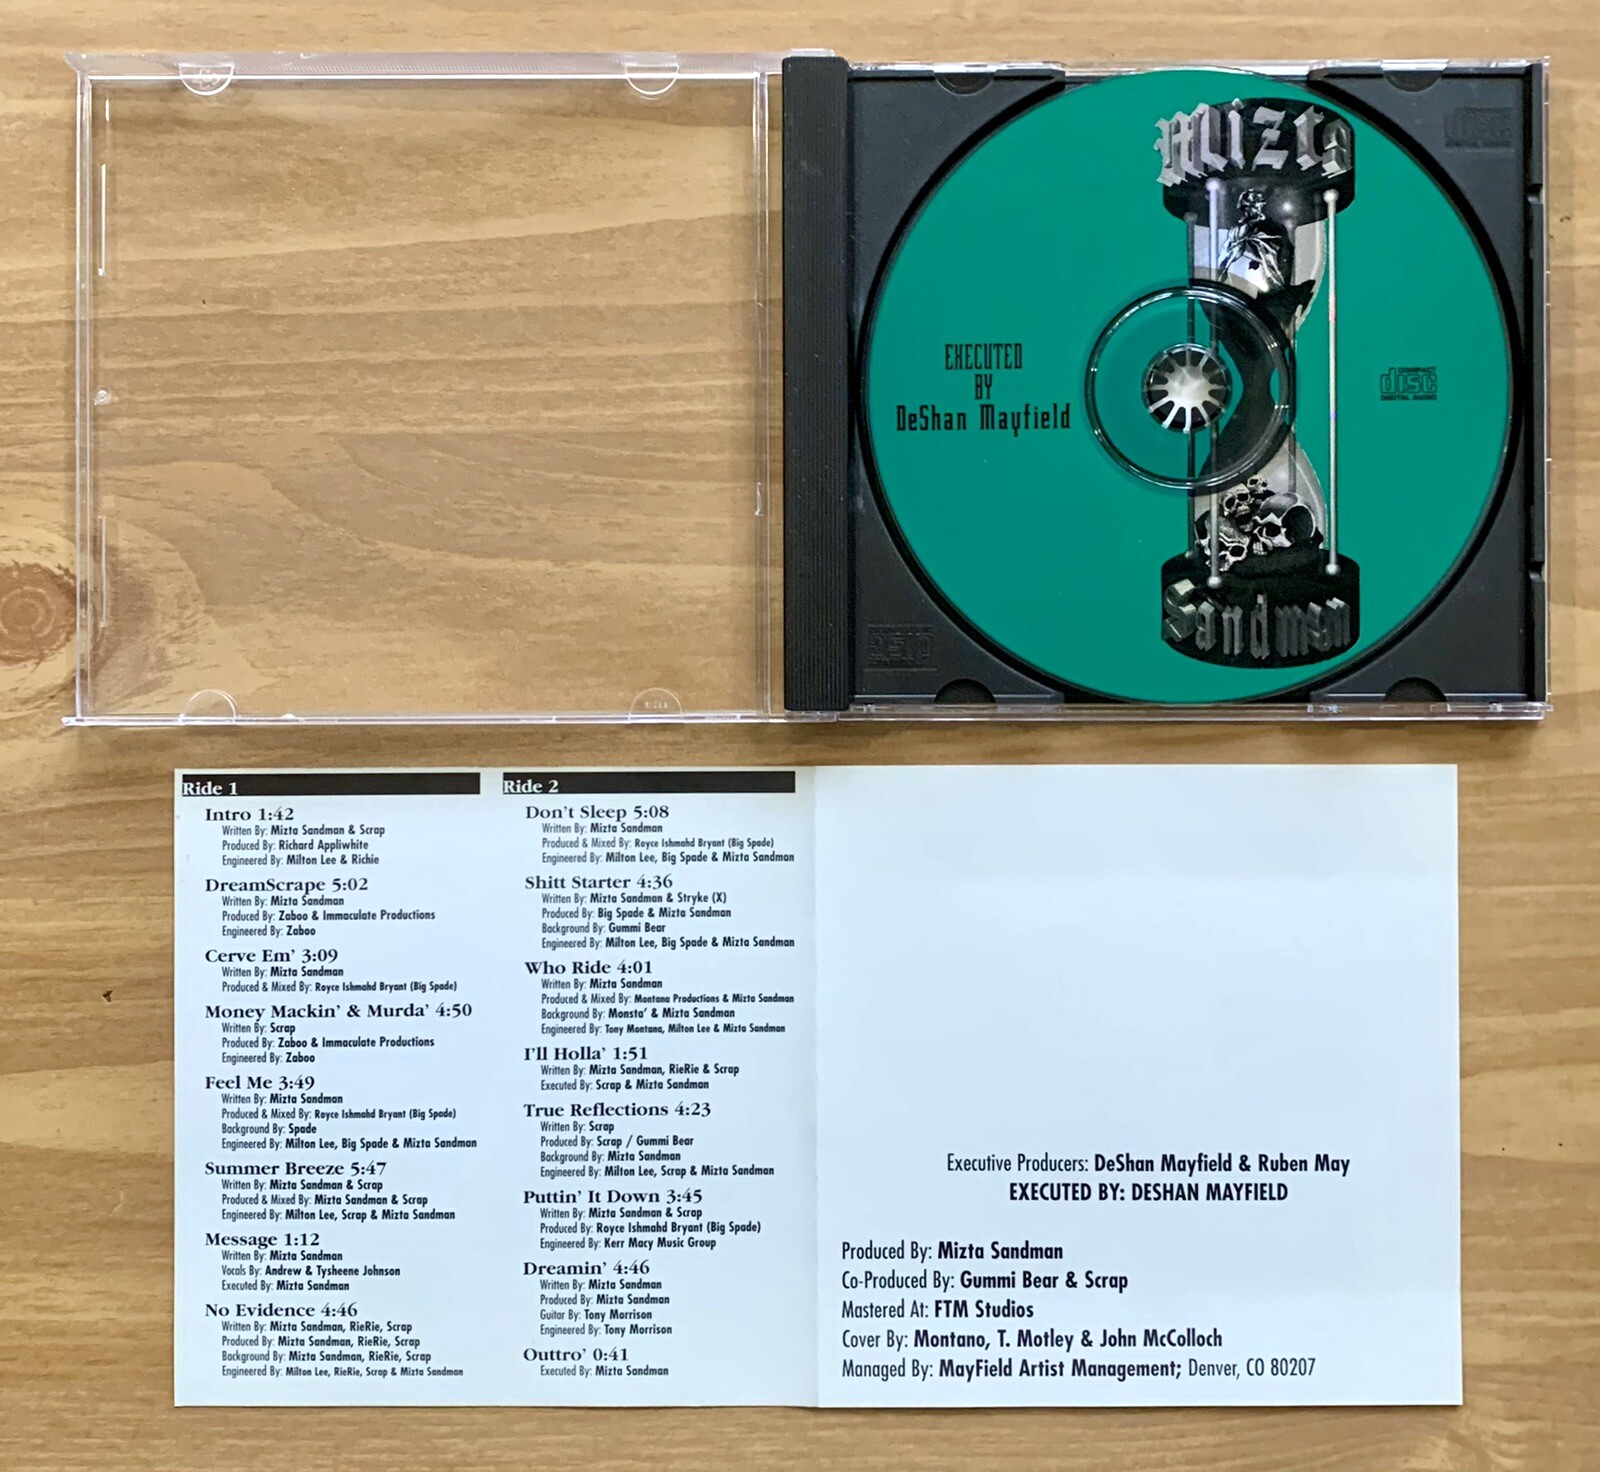 Mizta
EXECUTED
BY
DeShan Mayfield
COMPACT
disc
DIGITAL AUDIO
Sandman
Ride 1
Intro 1:42
Written By: Mizta Sandman & Scrap
Produced By: Richard Appliwhite
Engineered By: Milton Lee & Richie
DreamScrape 5:02
Written By: Mizta Sandman
Produced By: Zaboo & Immaculate Productions
Engineered By: Zaboo
Cerve Em' 3:09
Written By: Mizta Sandman
Produced & Mixed By: Royce Ishmahd Bryant (Big Spade)
Money Mackin' & Murda' 4:50
Written By: Scrap
Produced By: Zaboo & Immaculate Productions
Engineered By: Zaboo
Feel Me 3:49
Written By: Mizta Sandman
Produced & Mixed By: Royce Ishmahd Bryant (Big Spade)
Background By: Spade
Engineered By: Milton Lee, Big Spade & Mizta Sandman
Summer Breeze 5:47
Written By: Mizta Sandman & Scrap
Produced & Mixed By: Mizta Sandman & Scrap
Engineered By: Milton Lee, Scrap & Mizta Sandman
Message 1:12
Written By: Mizta Sandman
Vocals By: Andrew & Tysheene Johnson
Executed By: Mizta Sandman
No Evidence 4:46
Written By: Mizta Sandman, RieRie, Scrap
Produced By: Mizta Sandman, RieRie, Scrap
Background By: Mizta Sandman, RieRie, Scrap
Engineered By: Milton Lee, RieRie, Scrap & Mizta Sandman
Ride 2
Don't Sleep 5:08
Written By: Mizta Sandman
Produced & Mixed By: Royce Ishmahd Bryant (Big Spade)
Engineered By: Milton Lee, Big Spade & Mizta Sandman
Shitt Starter 4:36
Written By: Mizta Sandman & Stryke (X)
Produced By: Big Spade & Mizta Sandman
Background By: Gummi Bear
Engineered By: Milton Lee, Big Spade & Mizta Sandman
Who Ride 4:01
Written By: Mizta Sandman
Produced & Mixed By: Montana Productions & Mizta Sandman
Background By: Monsta' & Mizta Sandman
Engineered By: Tony Montana, Milton Lee & Mizta Sandman
I'll Holla' 1:51
Written By: Mizta Sandman, RieRie & Scrap
Executed By: Scrap & Mizta Sandman
True Reflections 4:23
Written By: Scrap
Produced By: Scrap / Gummi Bear
Background By: Mizta Sandman
Engineered By: Milton Lee, Scrap & Mizta Sandman
Puttin' It Down 3:45
Written By: Mizta Sandman & Scrap
Produced By: Royce Ishmahd Bryant (Big Spade)
Engineered By: Kerr Macy Music Group
Dreamin' 4:46
Written By: Mizta Sandman
Produced By: Mizta Sandman
Guitar By: Tony Morrison
Engineered By: Tony Morrison
Outtro' 0:41
Executed By: Mizta Sandman
Executive Producers: DeShan Mayfield & Ruben May
EXECUTED BY: DESHAN MAYFIELD
Produced By: Mizta Sandman
Co-Produced By: Gummi Bear & Scrap
Mastered At: FTM Studios
Cover By: Montano, T. Motley & John McColloch
Managed By: MayField Artist Management; Denver, CO 80207